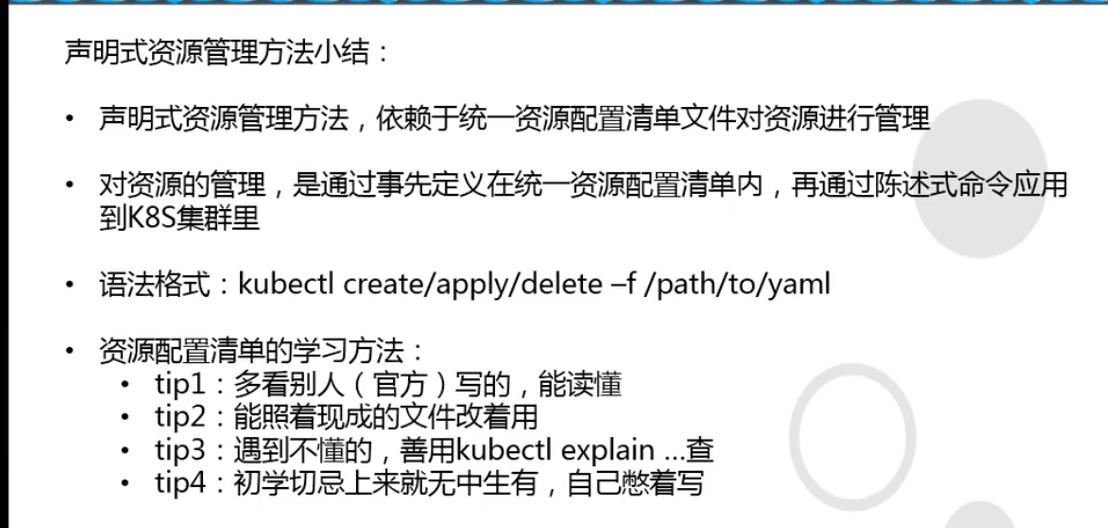 声明式资源管理方法小结：
• 声明式资源管理方法，依赖于统一资源配置清单文件对资源进行管理
• 对资源的管理，是通过事先定义在统一资源配置清单内，再通过陈述式命令应用
到K8S集群里
• 语法格式：kubectl create/apply/delete –f /path/to/yaml
• 资源配置清单的学习方法：
• tip1：多看别人（官方）写的，能读懂
• tip2：能照着现成的文件改着用
• tip3：遇到不懂的，善用kubectl explain ...查
• tip4：初学切忌上来就无中生有，自己憋着写